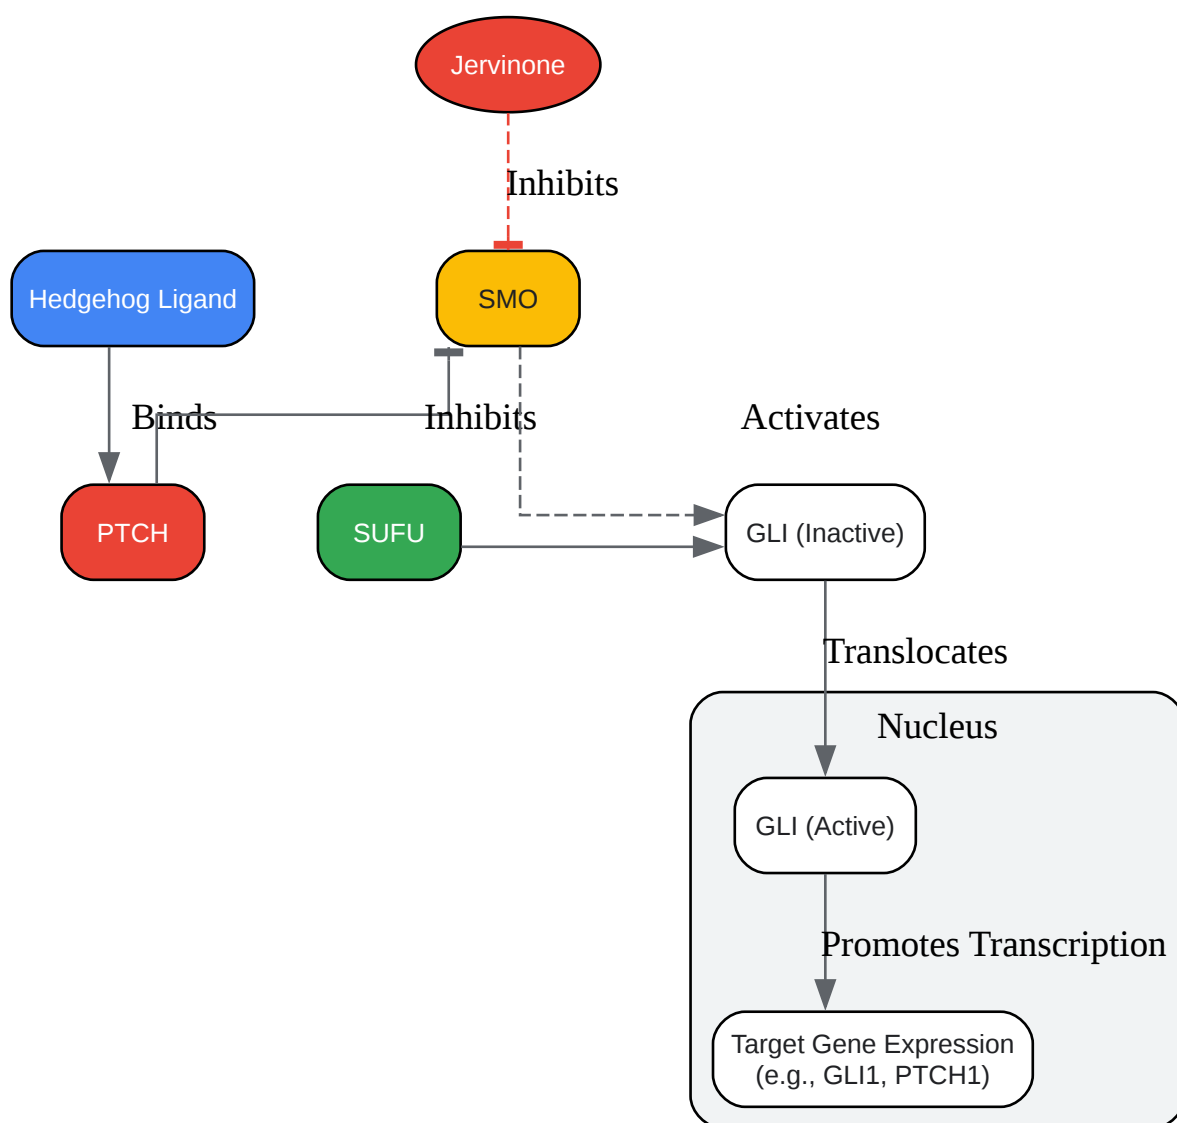 Jervinone
Inhibits
Hedgehog Ligand
SMO
Binds
Inhibits
Activates
PTCH
SUFU
GLI (Inactive)
Translocates
Nucleus
GLI (Active)
Promotes Transcription
Target Gene Expression
(e.g., GLI1, PTCH1)